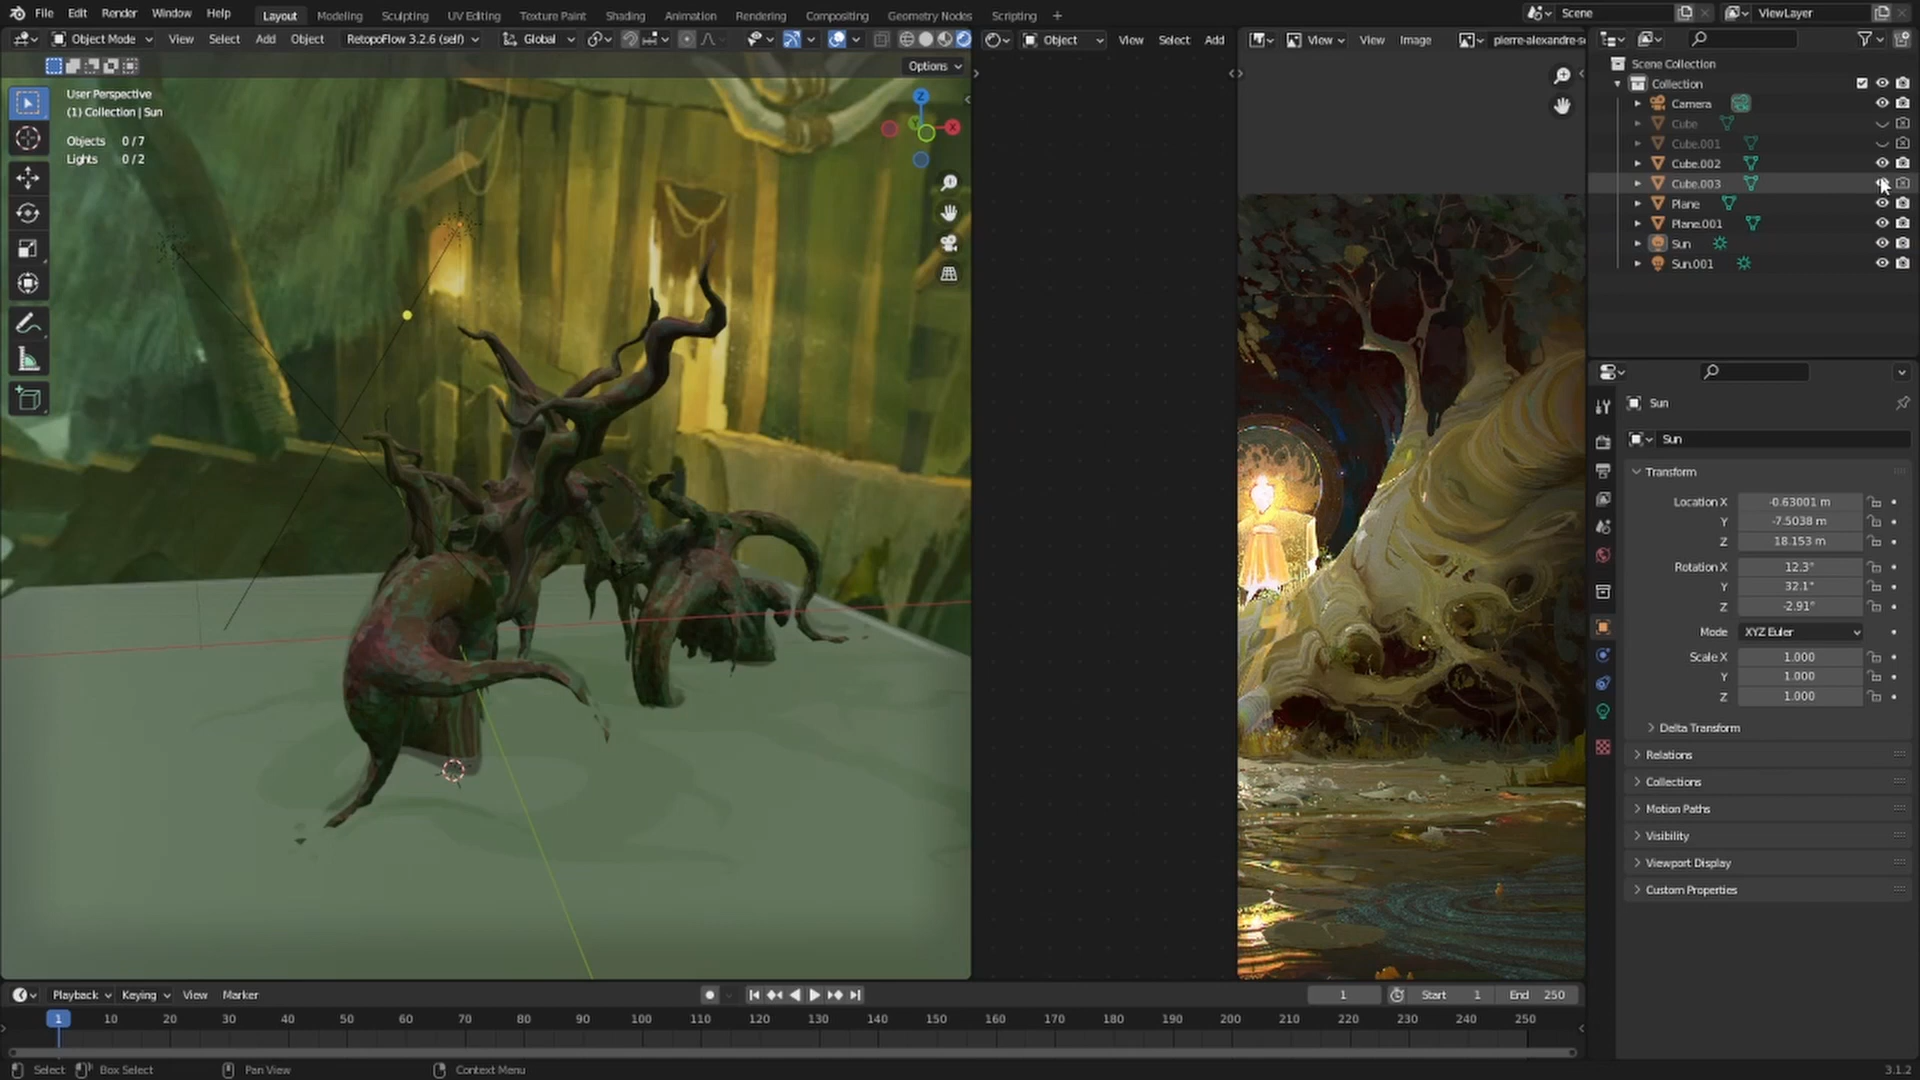 File Edit Render Window Help Layout Modeling Sculpting UV Editing Texture Paint Shading Animation Rendering Compositing Geometry Nodes Scripting + Scene ViewLayer
Object Mode View Select Add Object RetopoFlow 3.2.6 (self) Global Object View Select Add View View Image pierre-alexandre-s
Options
User Perspective
(1) Collection | Sun
Objects 0/7
Lights 0/2
Z
X
Y
Scene Collection
Collection
Camera
Cube
Cube.001
Cube.002
Cube.003
Plane
Plane.001
Sun
Sun.001
Sun
Sun
Transform
Location X -0.63001 m
Y -7.5038 m
Z 18.153 m
Rotation X 12.3°
Y 32.1°
Z -2.91°
Mode XYZ Euler
Scale X 1.000
Y 1.000
Z 1.000
Delta Transform
Relations
Collections
Motion Paths
Visibility
Viewport Display
Custom Properties
Playback Keying View Marker 1 Start 1 End 250
1 10 20 30 40 50 60 70 80 90 100 110 120 130 140 150 160 170 180 190 200 210 220 230 240 250
Select Box Select Pan View Context Menu 3.1.2